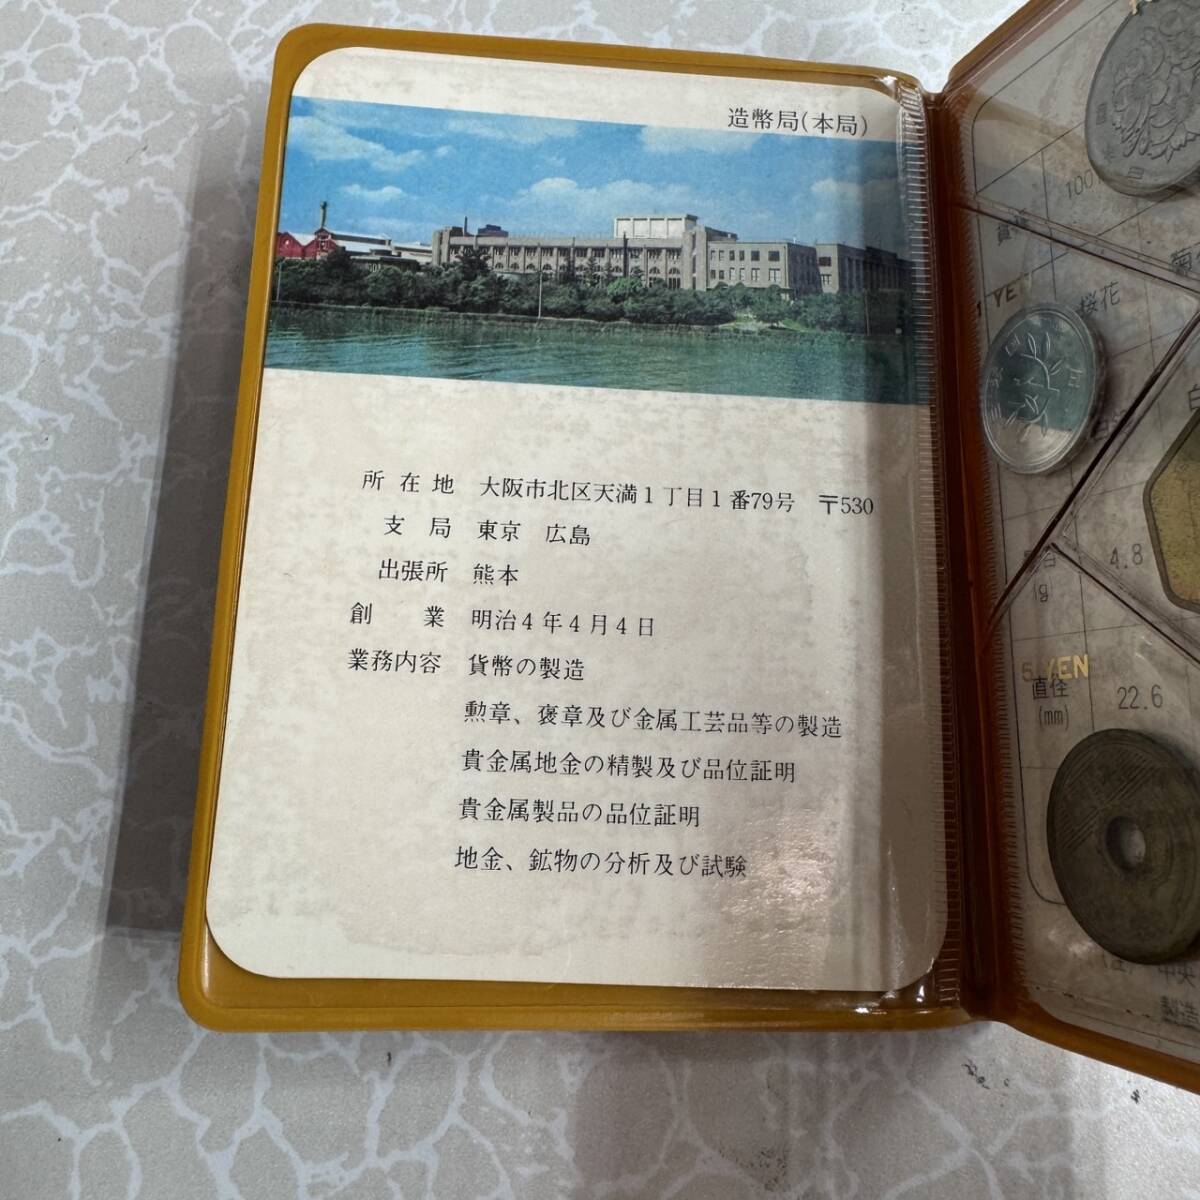 造幣局(本局)
所在地 大阪市北区天満1丁目1番79号 〒530
支局 東京 広島
出張所 熊本
創業 明治4年4月4日
業務内容 貨幣の製造
勲章、褒章及び金属工芸品等の製造
貴金属地金の精製及び品位証明
貴金属製品の品位証明
地金、鉱物の分析及び試験
100
菊
1 YEN
桜花
4.8
g
5 YEN
直径
(mm)
22.6
中央
製造